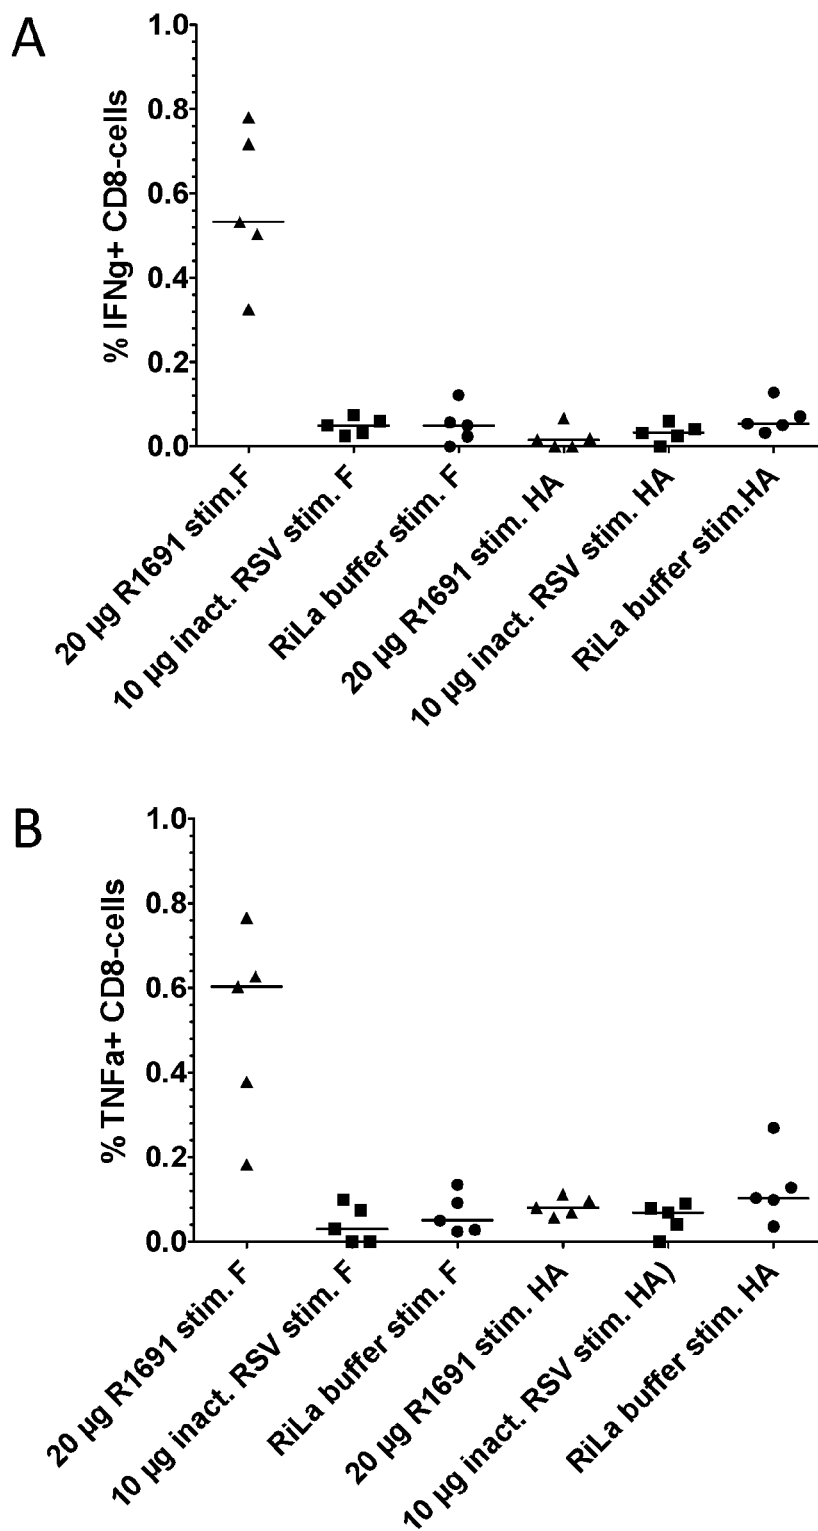 A
% IFNg+ CD8-cells
1.0
0.8
0.6
0.4
0.2
0.0
20 µg R1691 stim.F
10 µg inact. RSV stim. F
RiLa buffer stim. F
20 µg R1691 stim. HA
10 µg inact. RSV stim. HA
RiLa buffer stim.HA
B
% TNFa+ CD8-cells
1.0
0.8
0.6
0.4
0.2
0.0
20 µg R1691 stim. F
10 µg inact. RSV stim. F
RiLa buffer stim. F
20 µg R1691 stim. HA
10 µg inact. RSV stim. HA)
RiLa buffer stim. HA